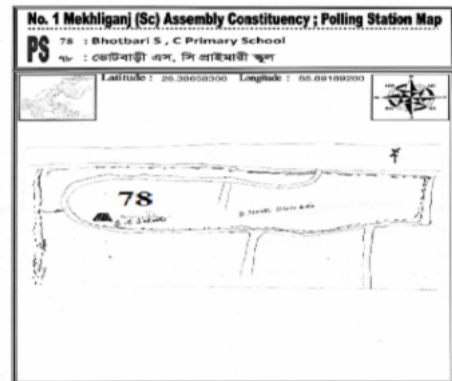 No. 1 Mekhliganj (Sc) Assembly Constituency ; Polling Station Map
PS 78 : Bhotbari S , C Primary School
৭৮ : ভোটবাড়ী এস, সি প্রাইমারী স্কুল
Latitude : 26.38658300 Longitude : 88.89189200
78